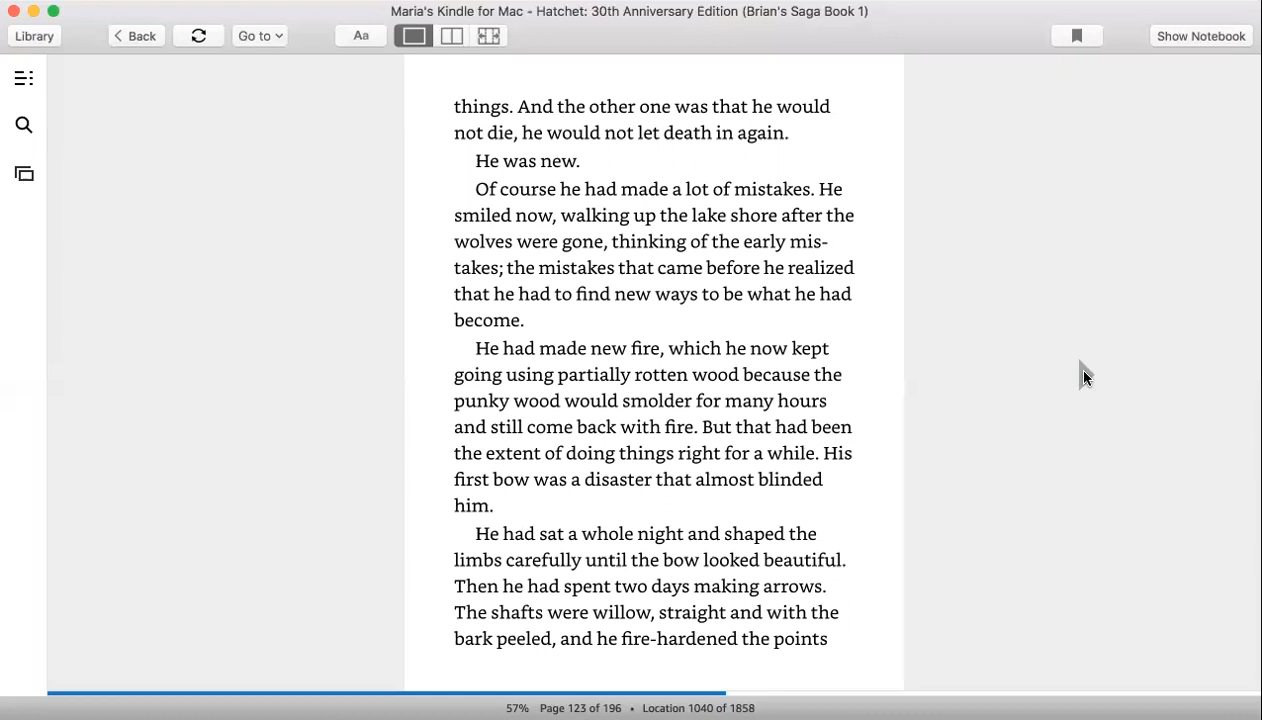 Maria's Kindle for Mac - Hatchet: 30th Anniversary Edition (Brian's Saga Book 1)
Library
Back
Go to
Aa
Show Notebook
things. And the other one was that he would
not die, he would not let death in again.
He was new.
Of course he had made a lot of mistakes. He
smiled now, walking up the lake shore after the
wolves were gone, thinking of the early mis-
takes; the mistakes that came before he realized
that he had to find new ways to be what he had
become.
He had made new fire, which he now kept
going using partially rotten wood because the
punky wood would smolder for many hours
and still come back with fire. But that had been
the extent of doing things right for a while. His
first bow was a disaster that almost blinded
him.
He had sat a whole night and shaped the
limbs carefully until the bow looked beautiful.
Then he had spent two days making arrows.
The shafts were willow, straight and with the
bark peeled, and he fire-hardened the points
57% Page 123 of 196 • Location 1040 of 1858